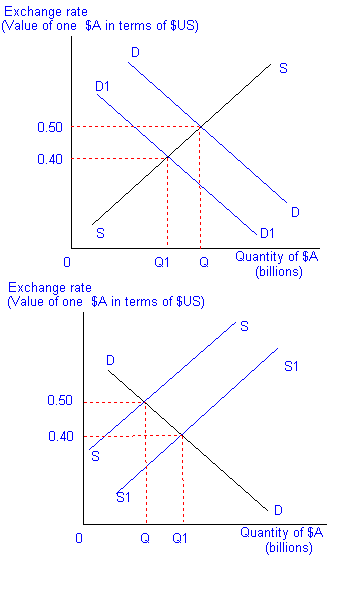 Exchange rate
(Value of one $A in terms of $US)
D
S
D1
0.50
0.40
D
S
D1
0
Q1
Q
Quantity of $A
(billions)
Exchange rate
(Value of one $A in terms of $US)
S
D
S1
0.50
0.40
S
S1
D
0
Q
Q1
Quantity of $A
(billions)